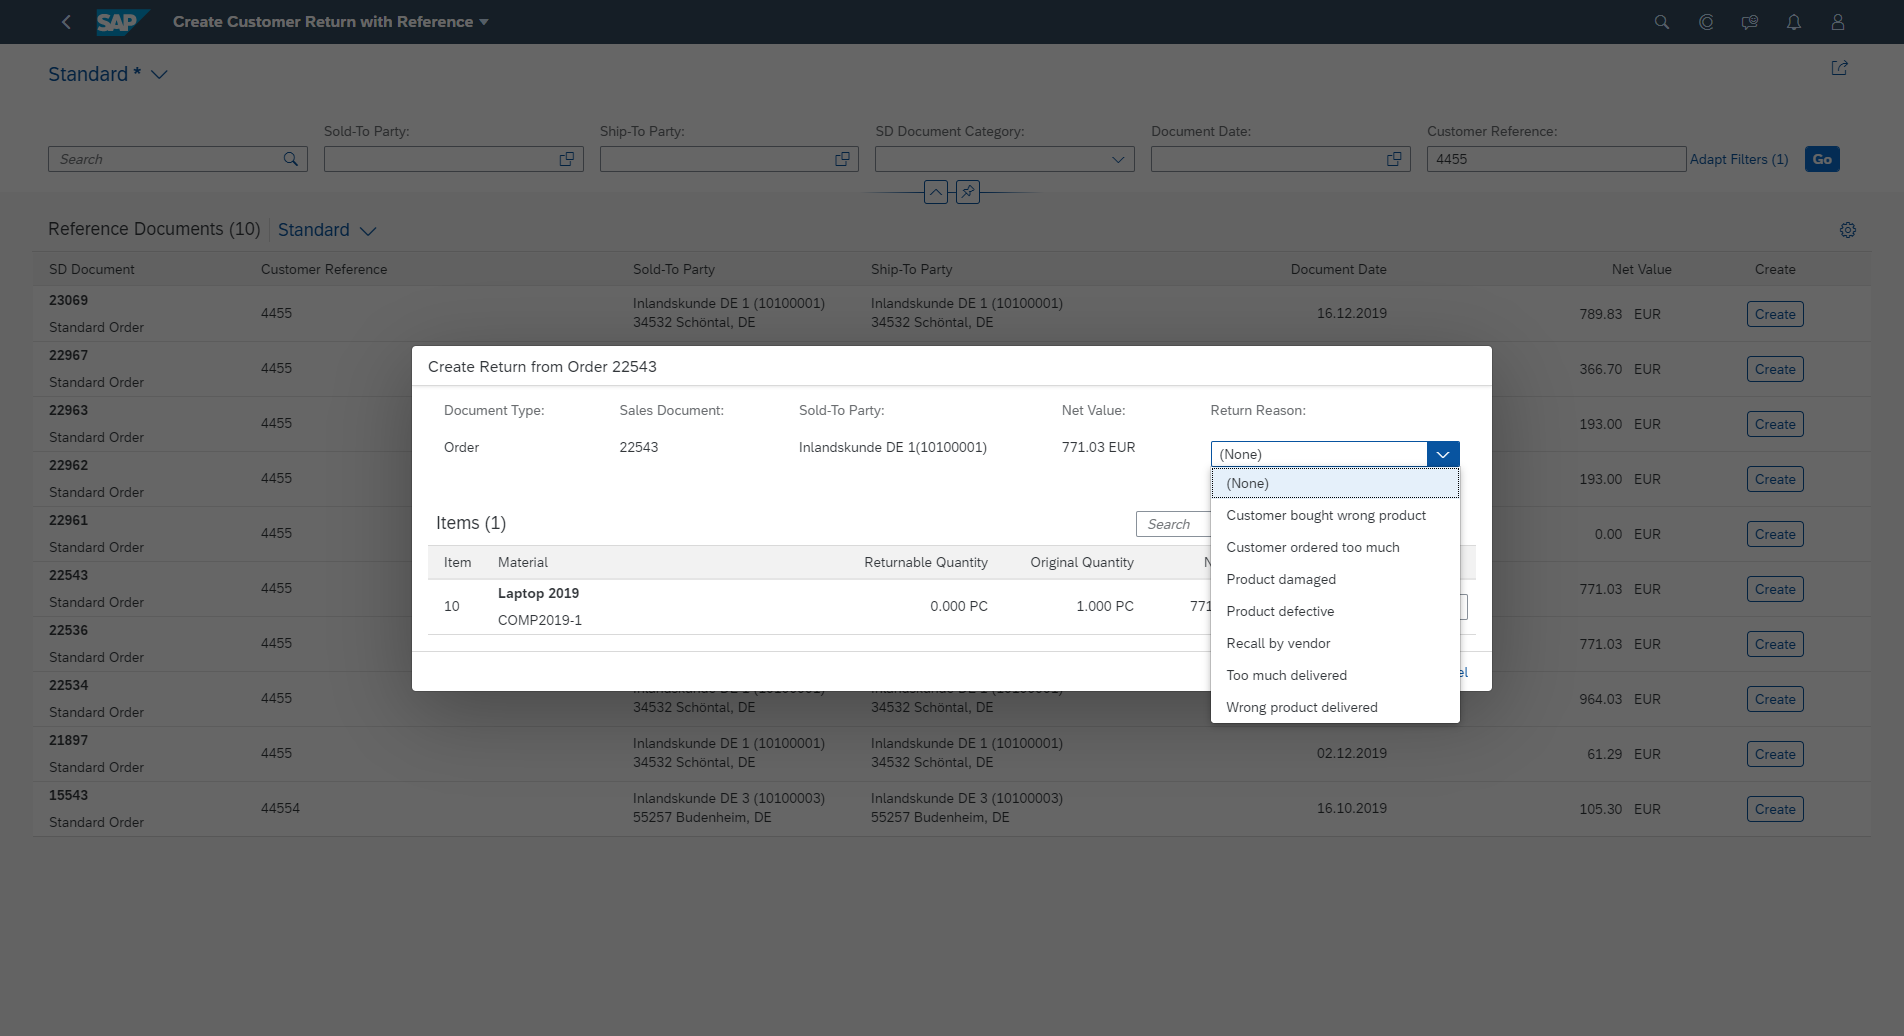 SAP
Create Customer Return with Reference
Standard *
Sold-To Party:
Ship-To Party:
SD Document Category:
Document Date:
Customer Reference:
Search
4455
Adapt Filters (1)
Go
Reference Documents (10)
Standard
SD Document
Customer Reference
Sold-To Party
Ship-To Party
Document Date
Net Value
Create
23069
Standard Order
4455
Inlandskunde DE 1 (10100001)
34532 Schöntal, DE
Inlandskunde DE 1 (10100001)
34532 Schöntal, DE
16.12.2019
789.83 EUR
Create
22967
Standard Order
4455
366.70 EUR
Create
22963
Standard Order
4455
193.00 EUR
Create
22962
Standard Order
4455
193.00 EUR
Create
22961
Standard Order
4455
0.00 EUR
Create
22543
Standard Order
4455
771.03 EUR
Create
22536
Standard Order
4455
771.03 EUR
Create
22534
Standard Order
4455
34532 Schöntal, DE
34532 Schöntal, DE
964.03 EUR
Create
21897
Standard Order
4455
Inlandskunde DE 1 (10100001)
34532 Schöntal, DE
Inlandskunde DE 1 (10100001)
34532 Schöntal, DE
02.12.2019
61.29 EUR
Create
15543
Standard Order
44554
Inlandskunde DE 3 (10100003)
55257 Budenheim, DE
Inlandskunde DE 3 (10100003)
55257 Budenheim, DE
16.10.2019
105.30 EUR
Create
Create Return from Order 22543
Document Type:
Sales Document:
Sold-To Party:
Net Value:
Return Reason:
Order
22543
Inlandskunde DE 1(10100001)
771.03 EUR
(None)
(None)
Customer bought wrong product
Customer ordered too much
Product damaged
Product defective
Recall by vendor
Too much delivered
Wrong product delivered
Items (1)
Search
Item
Material
Returnable Quantity
Original Quantity
10
Laptop 2019
COMP2019-1
0.000 PC
1.000 PC
771